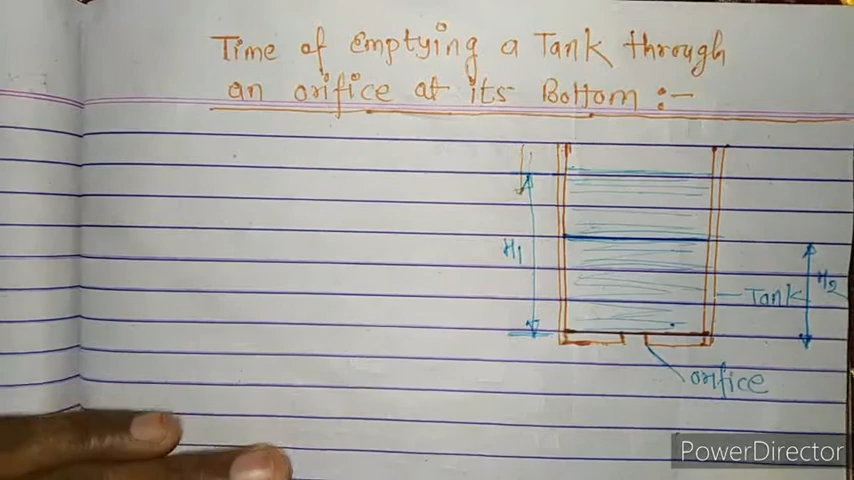 Time of emptying a Tank through
an orifice at its Bottom :-
H1
H2
Tank
orifice
PowerDirector